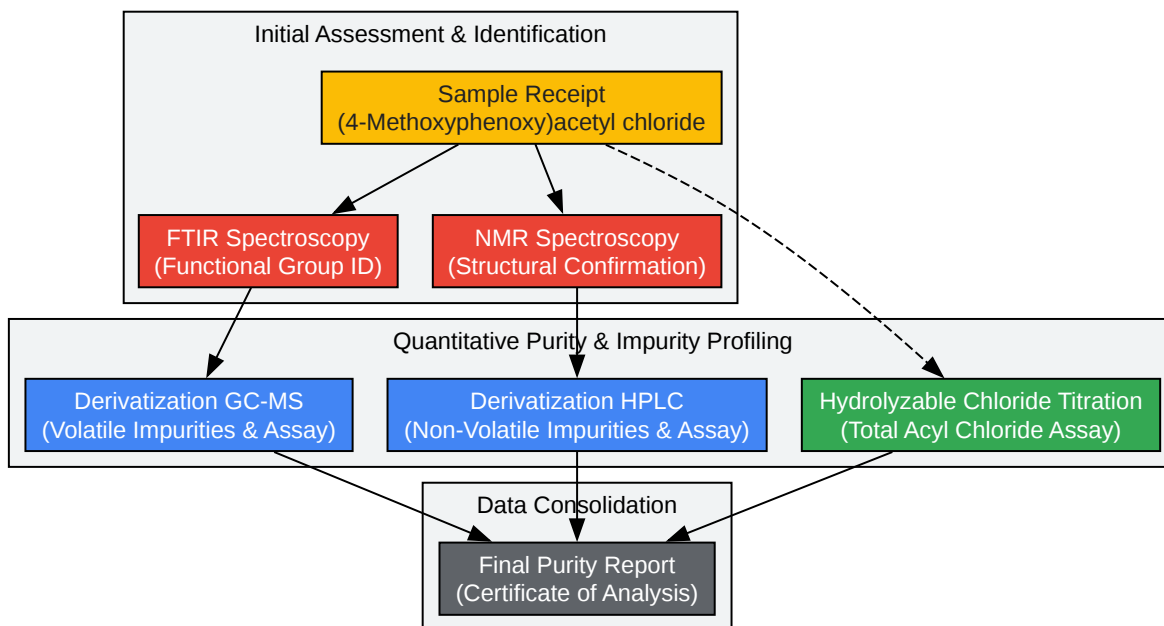 Initial Assessment & Identification
Sample Receipt
(4-Methoxyphenoxy)acetyl chloride
FTIR Spectroscopy
(Functional Group ID)
NMR Spectroscopy
(Structural Confirmation)
Quantitative Purity & Impurity Profiling
Derivatization GC-MS
(Volatile Impurities & Assay)
Derivatization HPLC
(Non-Volatile Impurities & Assay)
Hydrolyzable Chloride Titration
(Total Acyl Chloride Assay)
Data Consolidation
Final Purity Report
(Certificate of Analysis)